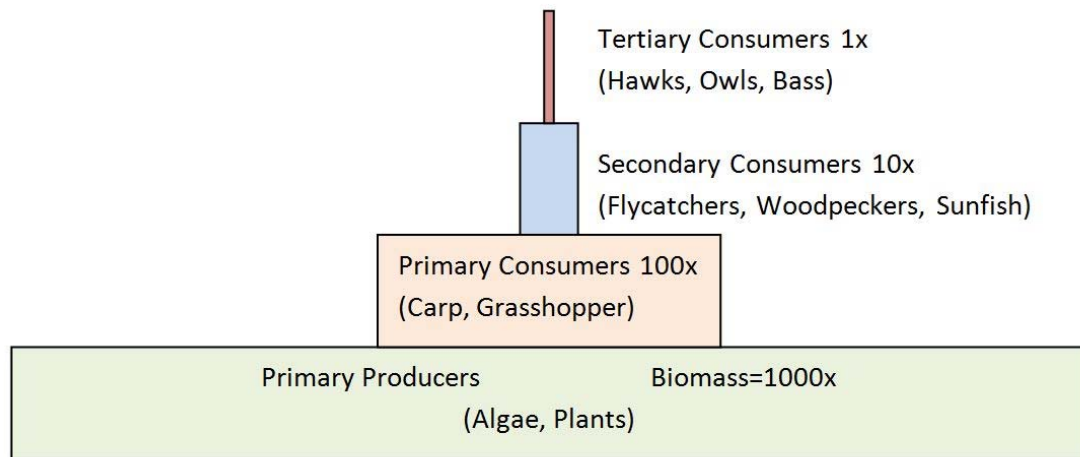 Tertiary Consumers 1x
(Hawks, Owls, Bass)
Secondary Consumers 10x
(Flycatchers, Woodpeckers, Sunfish)
Primary Consumers 100x
(Carp, Grasshopper)
Primary Producers Biomass=1000x
(Algae, Plants)